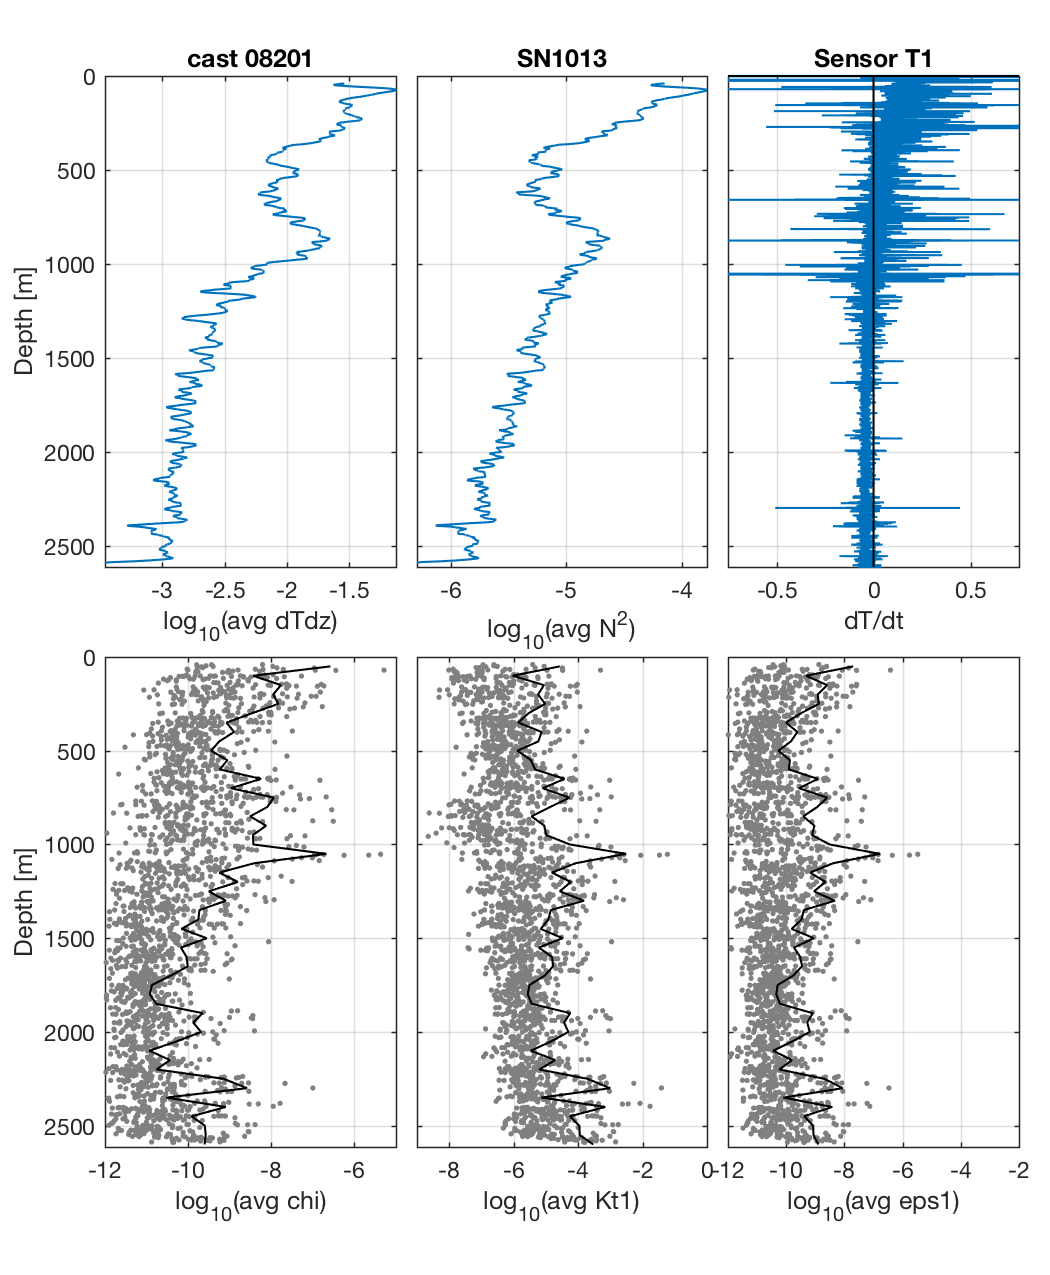 cast 08201 SN1013 Sensor T1
0
500
1000
1500
2000
2500
Depth [m]
-3 -2.5 -2 -1.5 -6 -5 -4 -0.5 0 0.5
log10(avg dTdz) log10(avg N2) dT/dt
0
500
1000
1500
2000
2500
Depth [m]
-12 -10 -8 -6 -8 -6 -4 -2 0 -12 -10 -8 -6 -4 -2
log10(avg chi) log10(avg Kt1) log10(avg eps1)